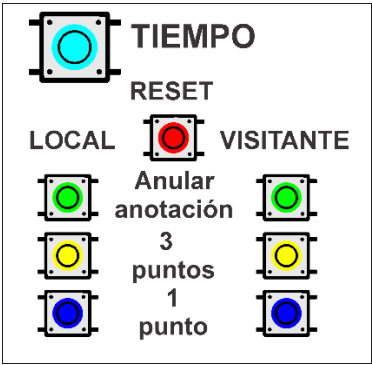 TIEMPO
RESET
LOCAL VISITANTE
Anular
anotación
3
puntos
1
punto